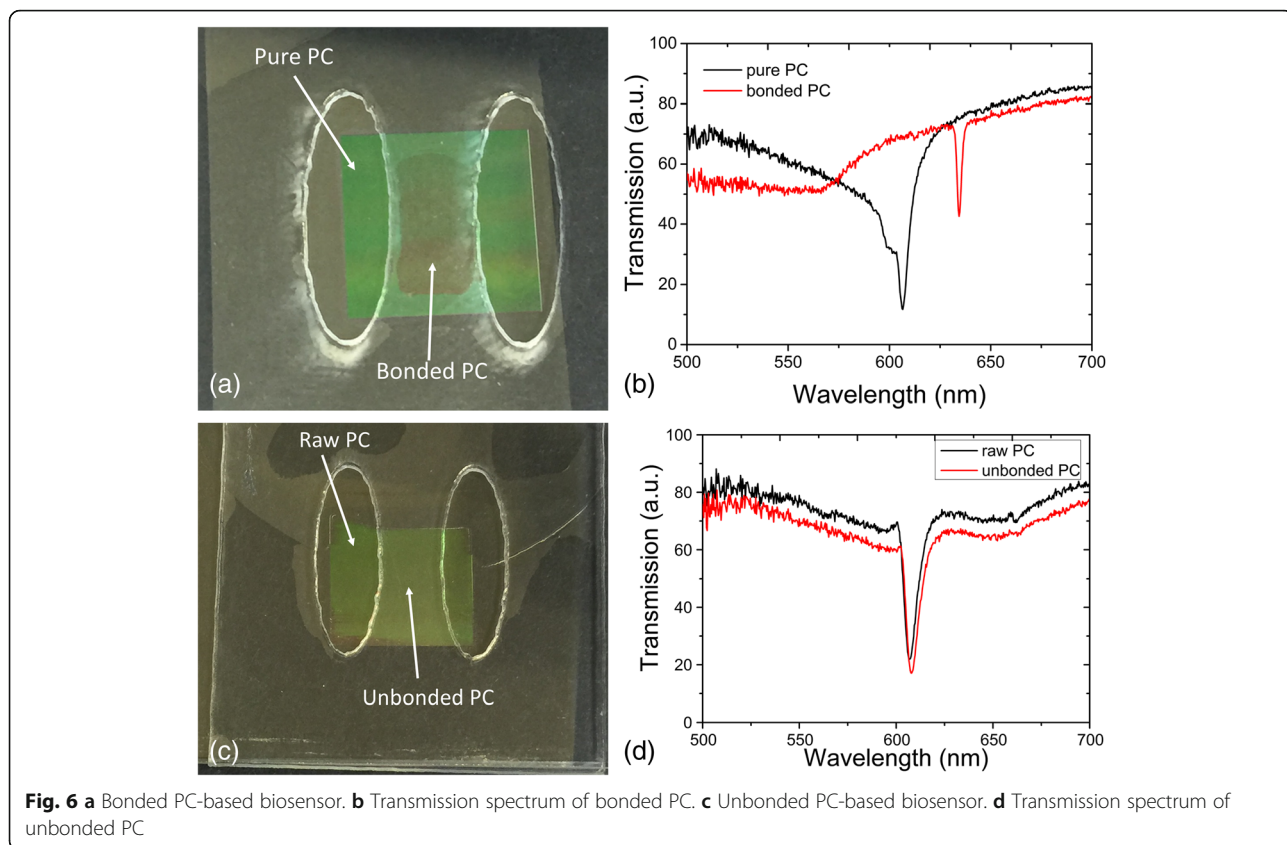 Pure PC
Bonded PC
(a)
100
80
60
40
20
0
Transmission (a.u.)
pure PC
bonded PC
500 550 600 650 700
Wavelength (nm)
(b)
Raw PC
Unbonded PC
(c)
100
80
60
40
20
0
Transmission (a.u.)
raw PC
unbonded PC
500 550 600 650 700
Wavelength (nm)
(d)
Fig. 6 a Bonded PC-based biosensor. b Transmission spectrum of bonded PC. c Unbonded PC-based biosensor. d Transmission spectrum of
unbonded PC